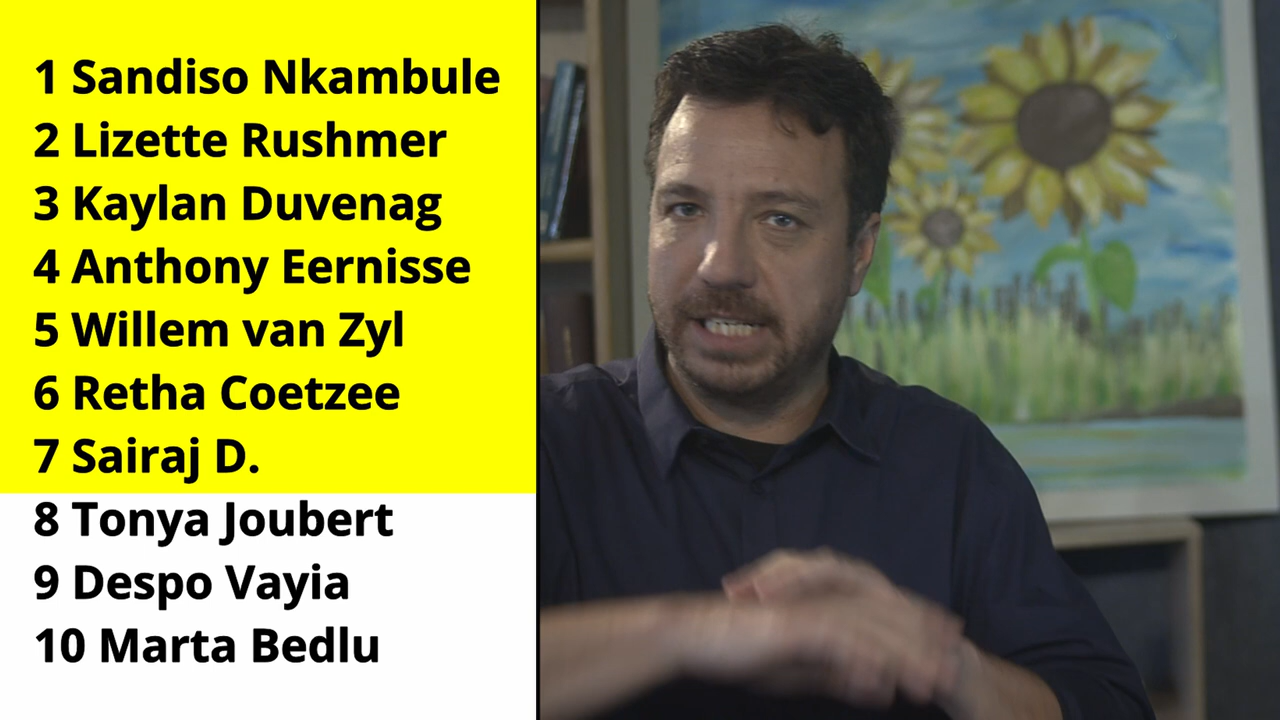 1 Sandiso Nkambule
2 Lizette Rushmer
3 Kaylan Duvenag
4 Anthony Eernisse
5 Willem van Zyl
6 Retha Coetzee
7 Sairaj D.
8 Tonya Joubert
9 Despo Vayia
10 Marta Bedlu